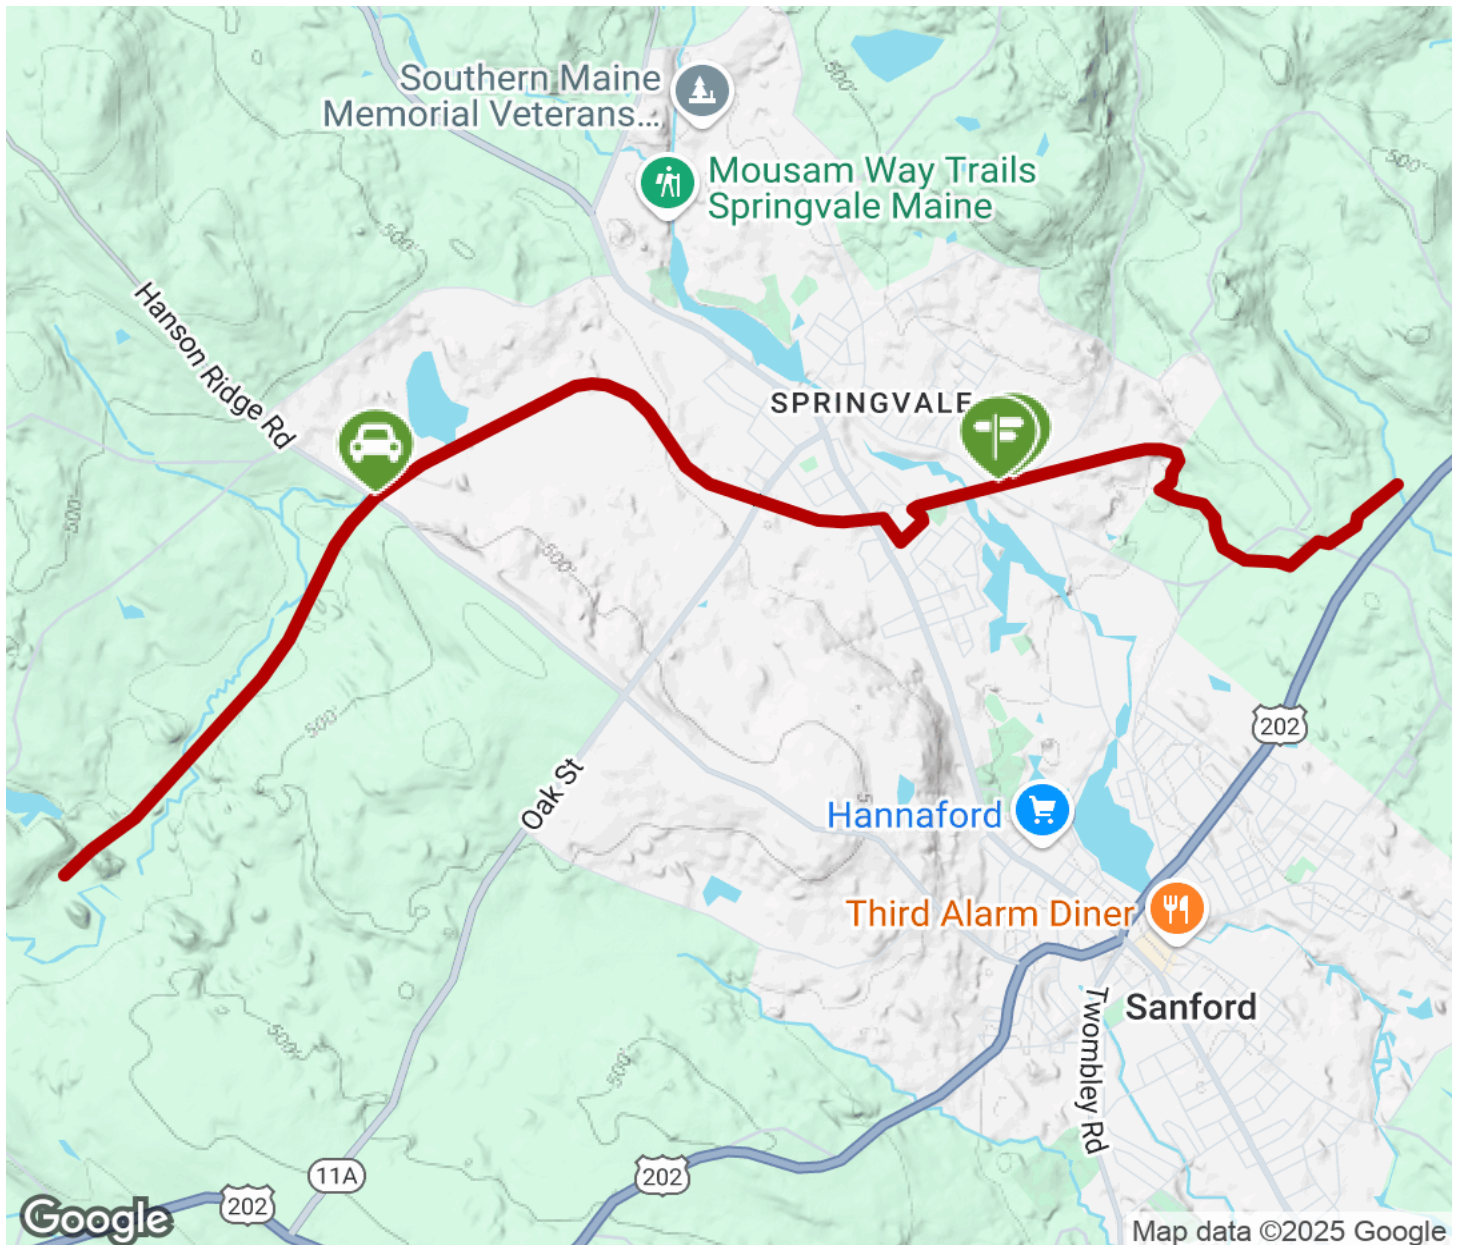 Southern Maine
Memorial Veterans...
Mousam Way Trails
Springvale Maine
500'
500'
500'
Hanson Ridge Rd
SPRINGVALE
500'
500'
500'
202
Oak St
Hannaford
Third Alarm Diner
Sanford
Twombley Rd
500'
500'
11A
202
202
Google
Map data ©2025 Google